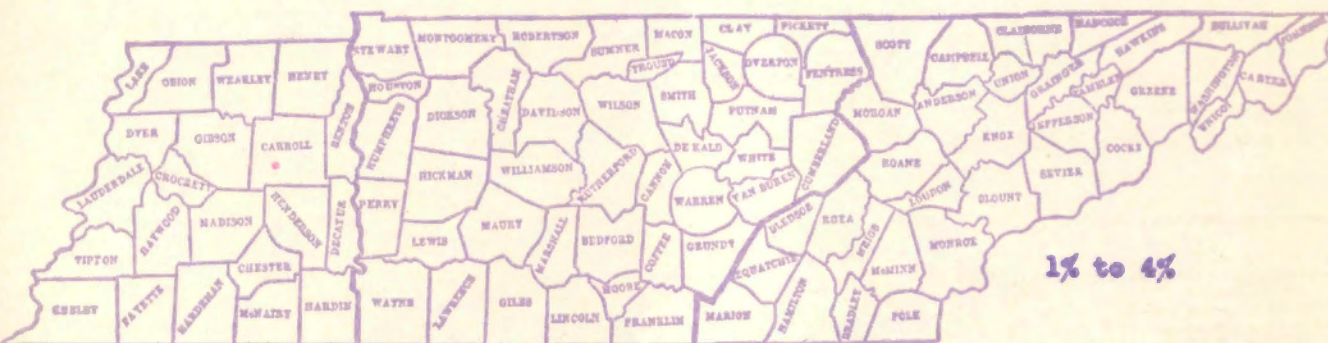 LAKE
OBION
WEAKLEY
HENRY
STEWART
MONTGOMERY
ROBERTSON
SUMNER
MACON
CLAY
PICKETT
SCOTT
CAMPBELL
CLAIBORNE
HANCOCK
HAWKINS
SULLIVAN
JOHNSON
DYER
GIBSON
CARROLL
BENTON
HOUSTON
HUMPHREYS
DICKSON
CHEATHAM
DAVIDSON
WILSON
TROUSD
SMITH
JACKSON
OVERTON
PUTNAM
FENTRESS
MORGAN
ANDERSON
UNION
GRAINGER
HAMBLEN
GREENE
WASHINGTON
UNICOI
CARTER
LAUDERDALE
CROCKETT
HAYWOOD
MADISON
HENDERSON
DECATUR
PERRY
HICKMAN
WILLIAMSON
RUTHERFORD
CANNON
DE KALB
WHITE
WARREN
VAN BUREN
CUMBERLAND
ROANE
KNOX
JEFFERSON
COCKE
SEVIER
BLOUNT
LOUDON
TIPTON
CHESTER
LEWIS
MAURY
MARSHALL
BEDFORD
COFFEE
GRUNDY
BLEDSOE
RHEA
MEIGS
McMINN
MONROE
SHELBY
FAYETTE
HARDEMAN
McNAIRY
HARDIN
WAYNE
LAWRENCE
GILES
LINCOLN
MOORE
FRANKLIN
MARION
SEQUATCHIE
HAMILTON
BRADLEY
POLK
1% to 4%